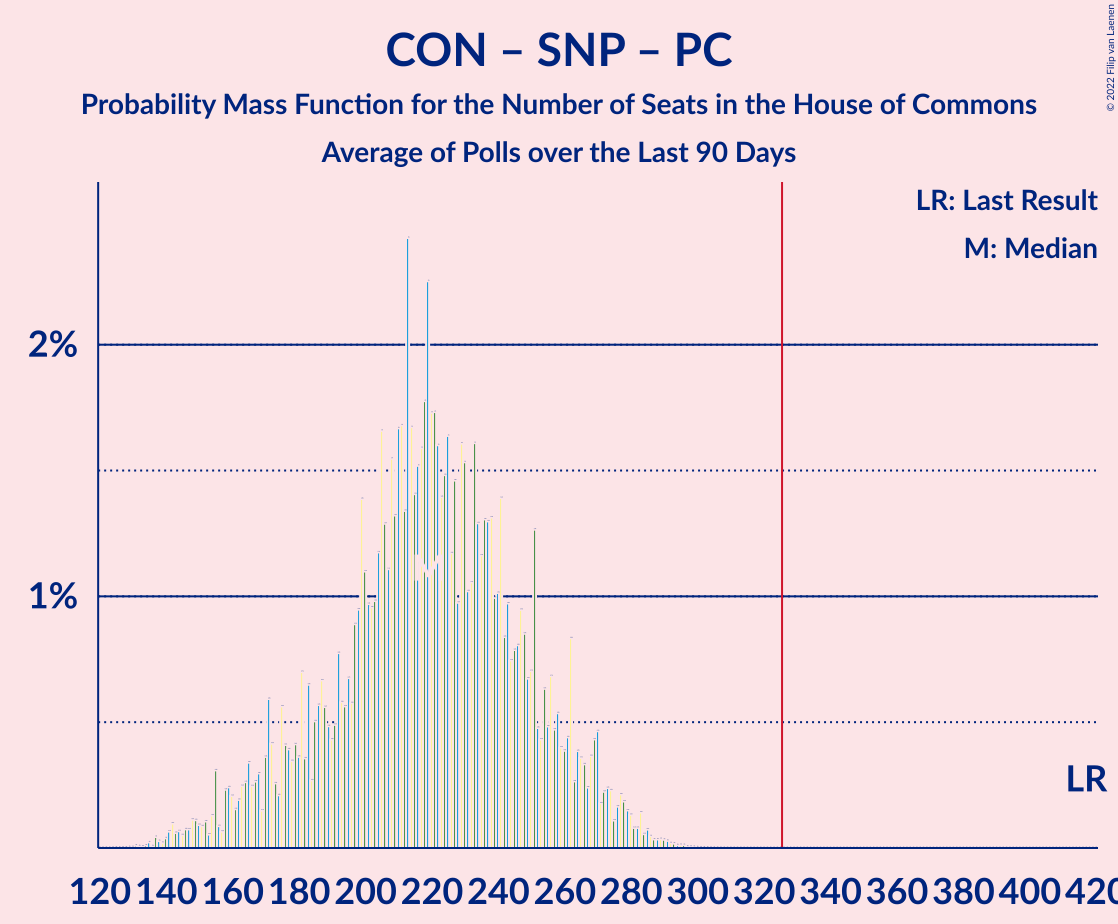 CON – SNP – PC
Probability Mass Function for the Number of Seats in the House of Commons
Average of Polls over the Last 90 Days
© 2022 Filip van Laenen
LR: Last Result
M: Median
2%
1%
M
LR
120 140 160 180 200 220 240 260 280 300 320 340 360 380 400 420